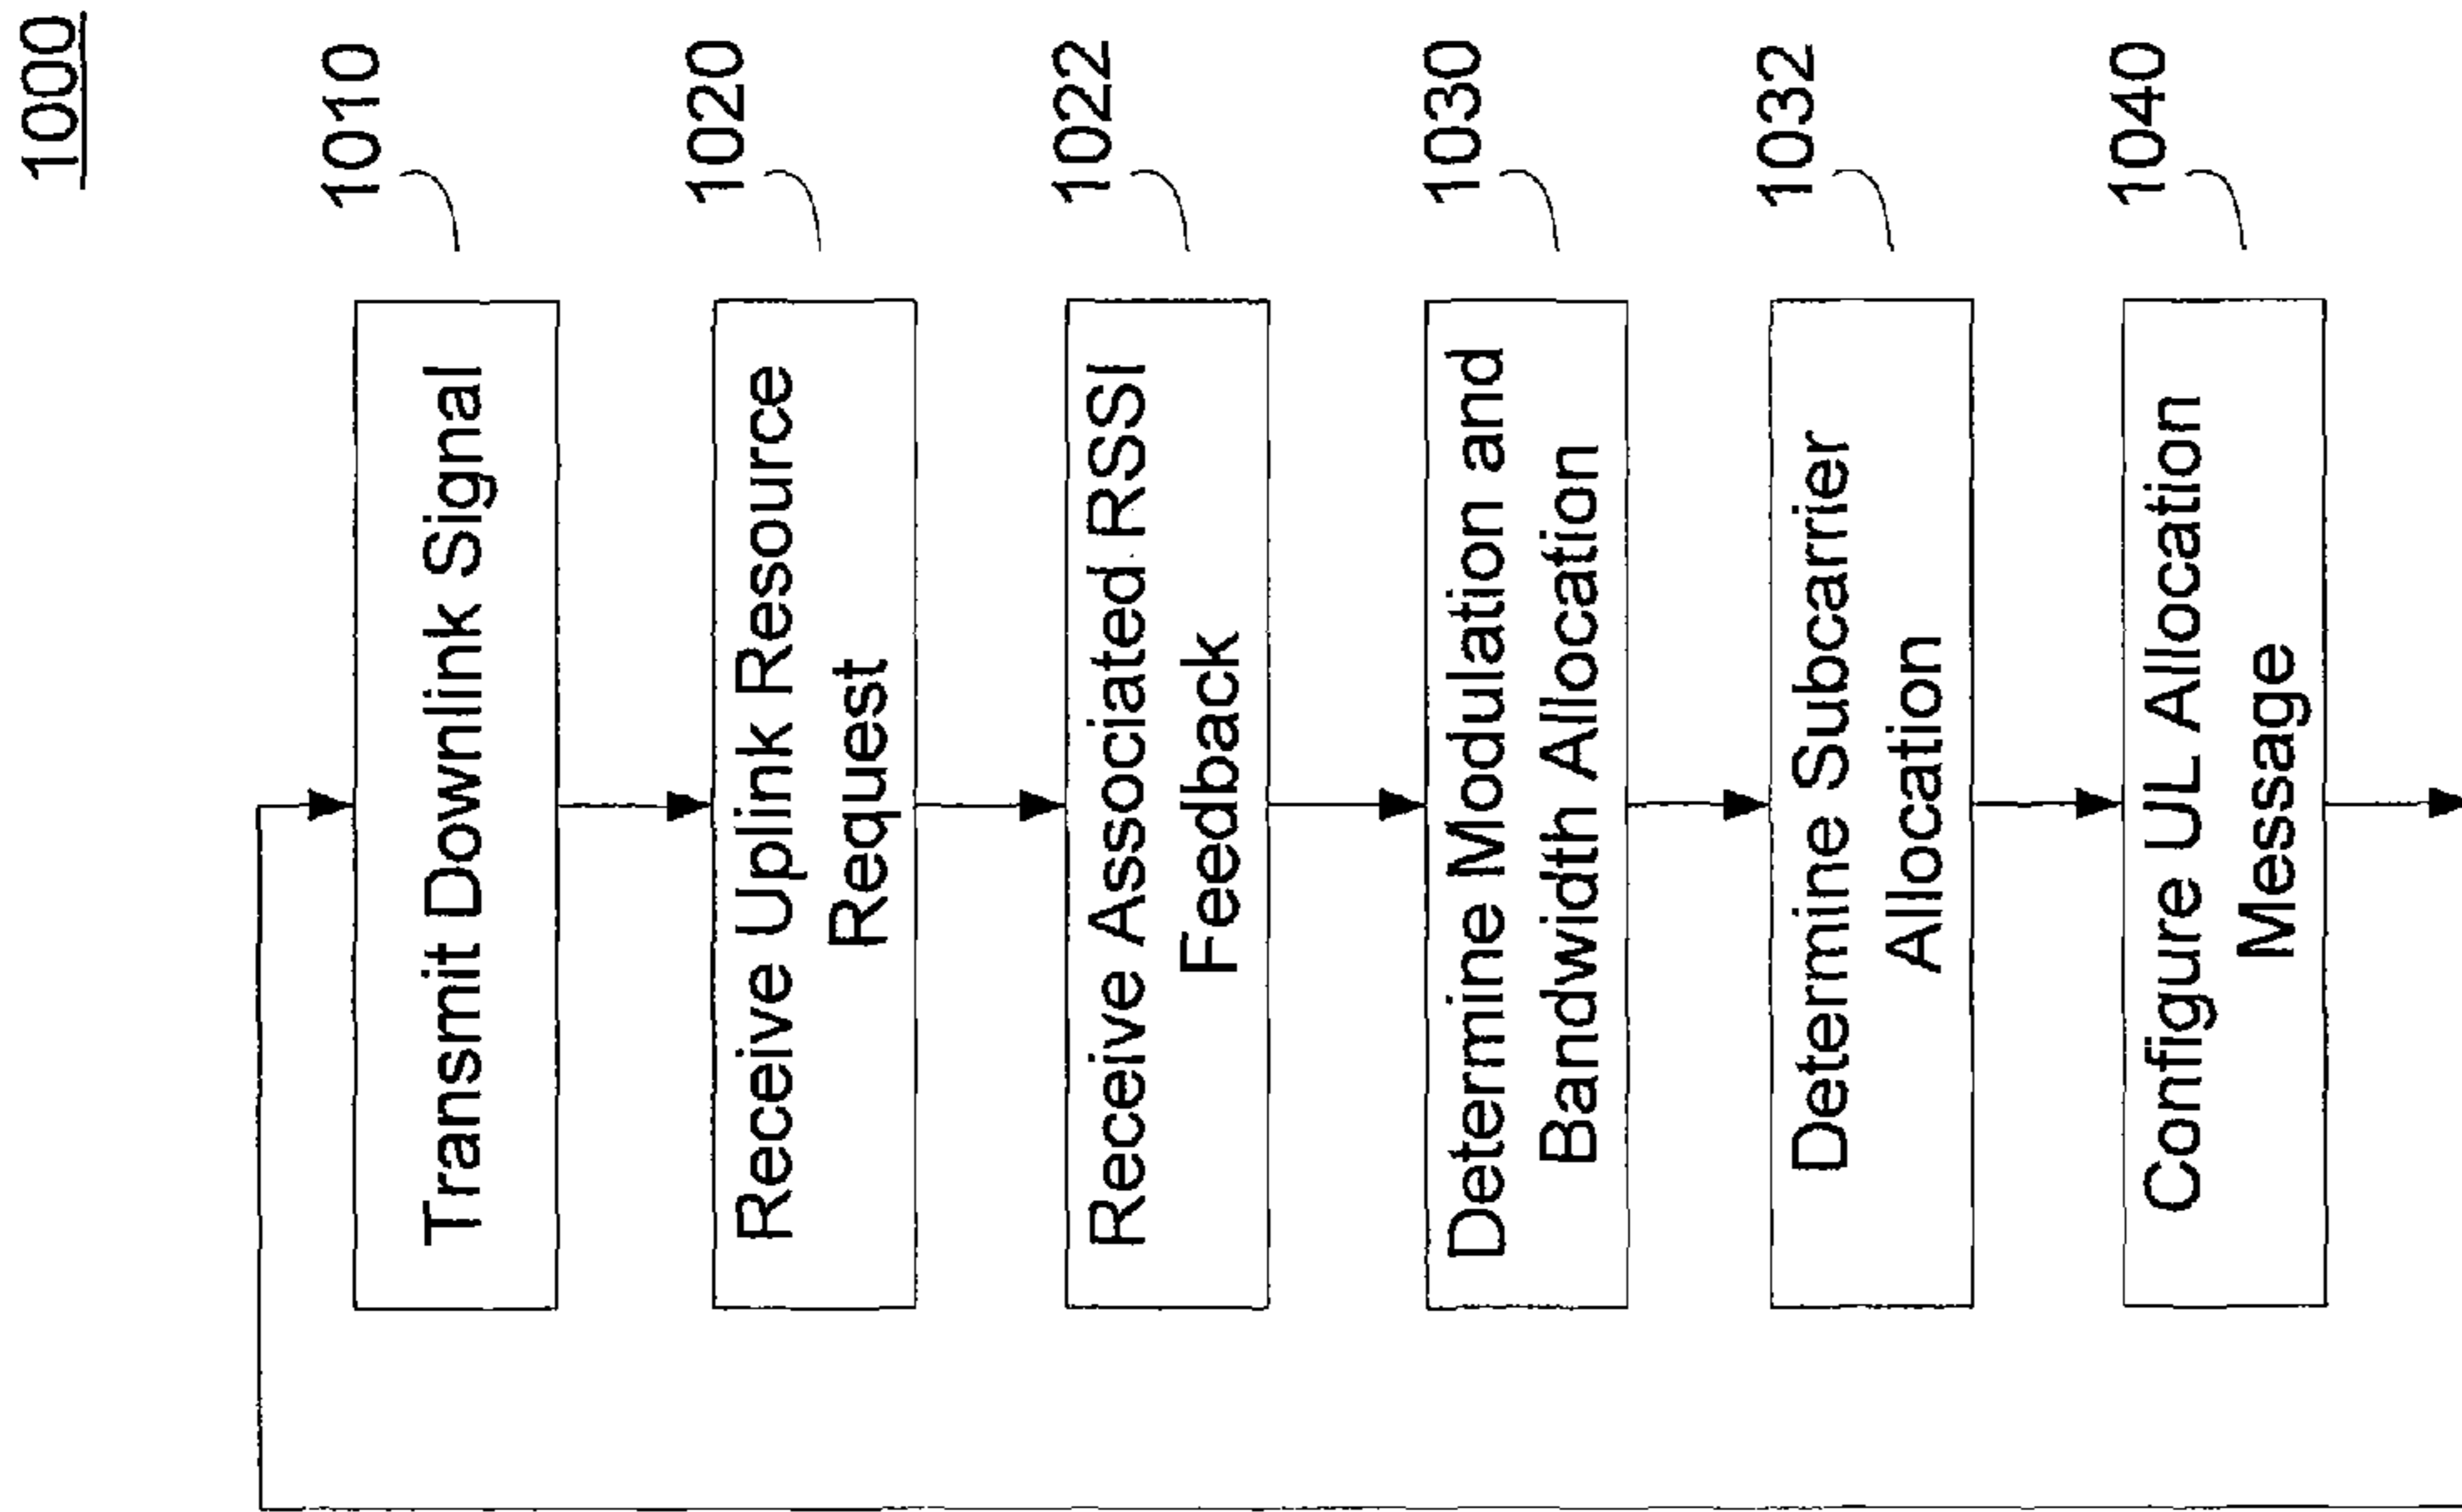 1000
Transmit Downlink Signal
1010
Receive Uplink Resource
Request
1020
Receive Associated RSSI
Feedback
1022
Determine Modulation and
Bandwidth Allocation
1030
Determine Subcarrier
Allocation
1032
Configure UL Allocation
Message
1040